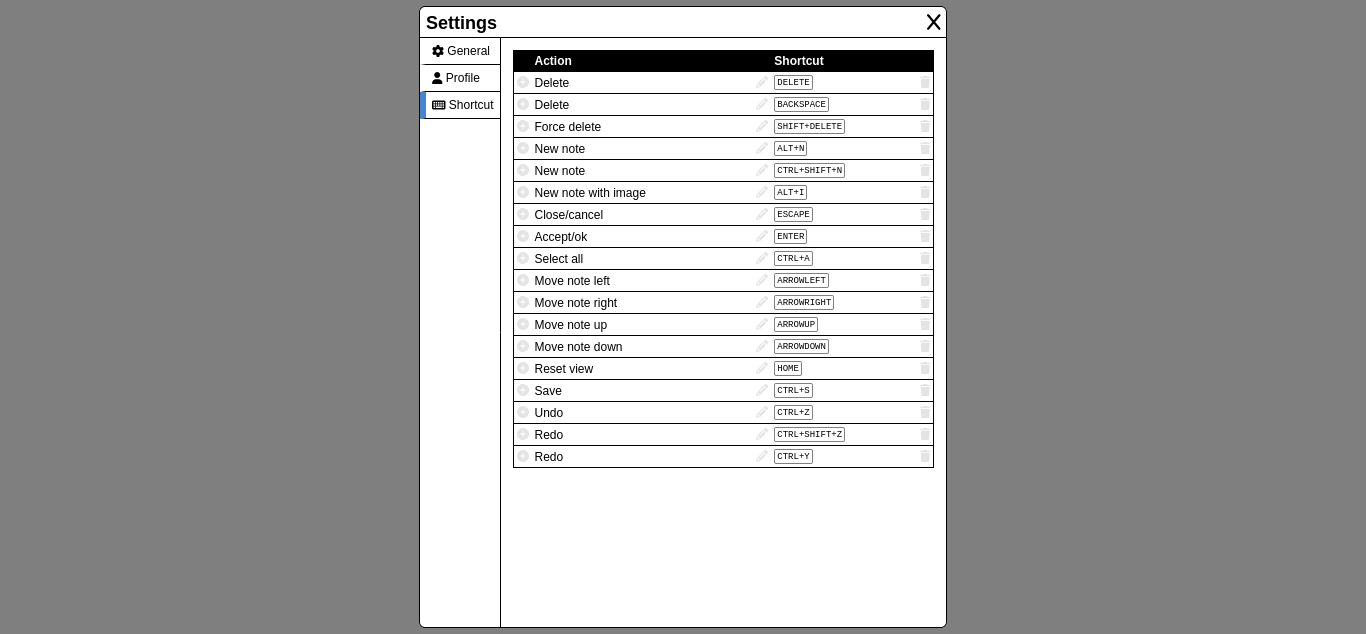 Settings
General
Profile
Shortcut
Action Shortcut
Delete DELETE
Delete BACKSPACE
Force delete SHIFT+DELETE
New note ALT+N
New note CTRL+SHIFT+N
New note with image ALT+I
Close/cancel ESCAPE
Accept/ok ENTER
Select all CTRL+A
Move note left ARROWLEFT
Move note right ARROWRIGHT
Move note up ARROWUP
Move note down ARROWDOWN
Reset view HOME
Save CTRL+S
Undo CTRL+Z
Redo CTRL+SHIFT+Z
Redo CTRL+Y